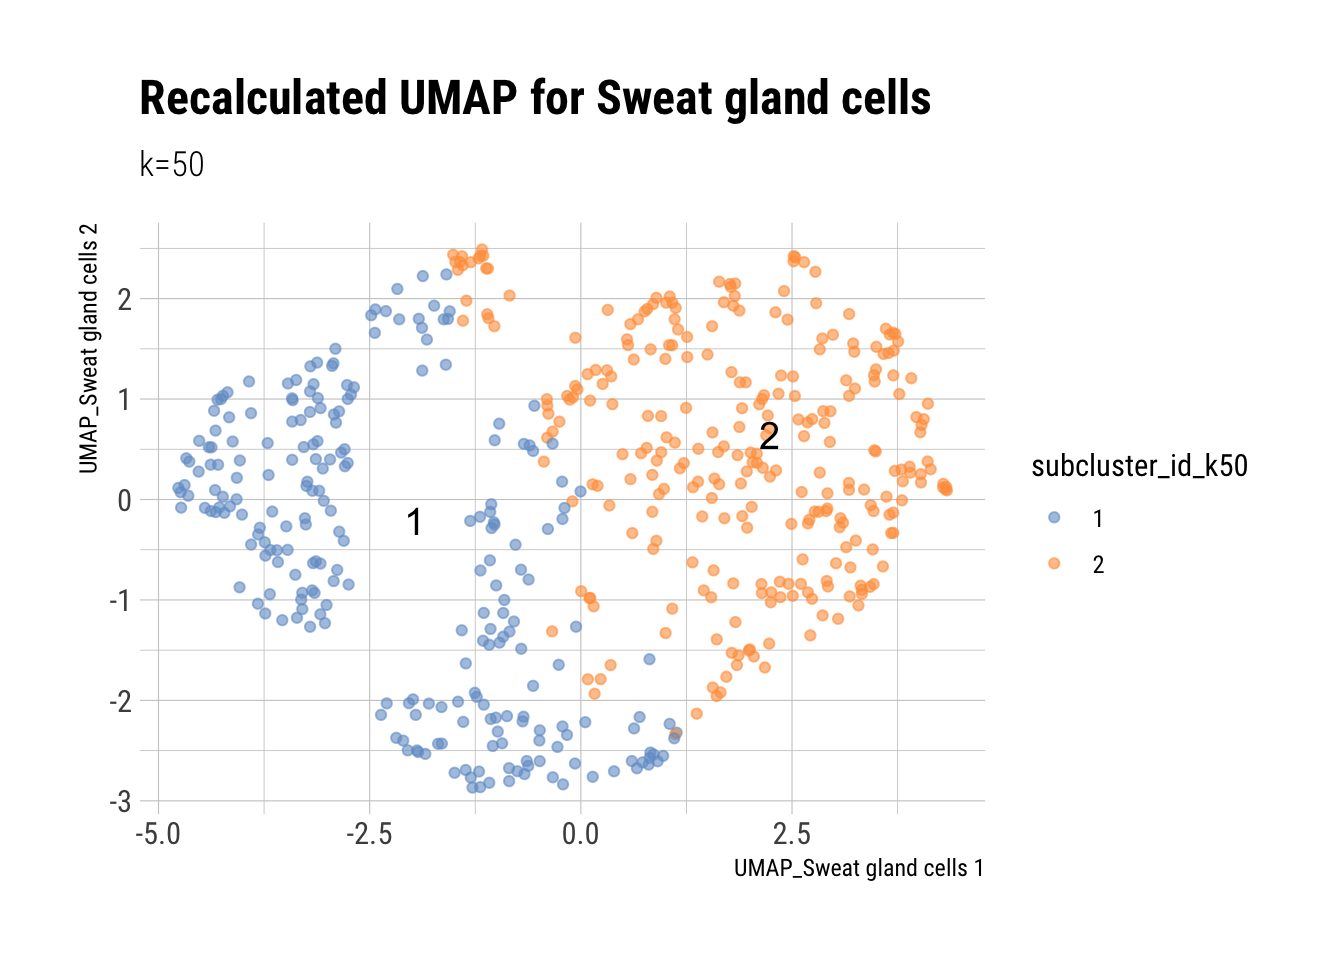 Recalculated UMAP for Sweat gland cells
k=50
UMAP_Sweat gland cells 2
2
1
0
-1
-2
-3
1
2
-5.0
-2.5
0.0
2.5
UMAP_Sweat gland cells 1
subcluster_id_k50
1
2